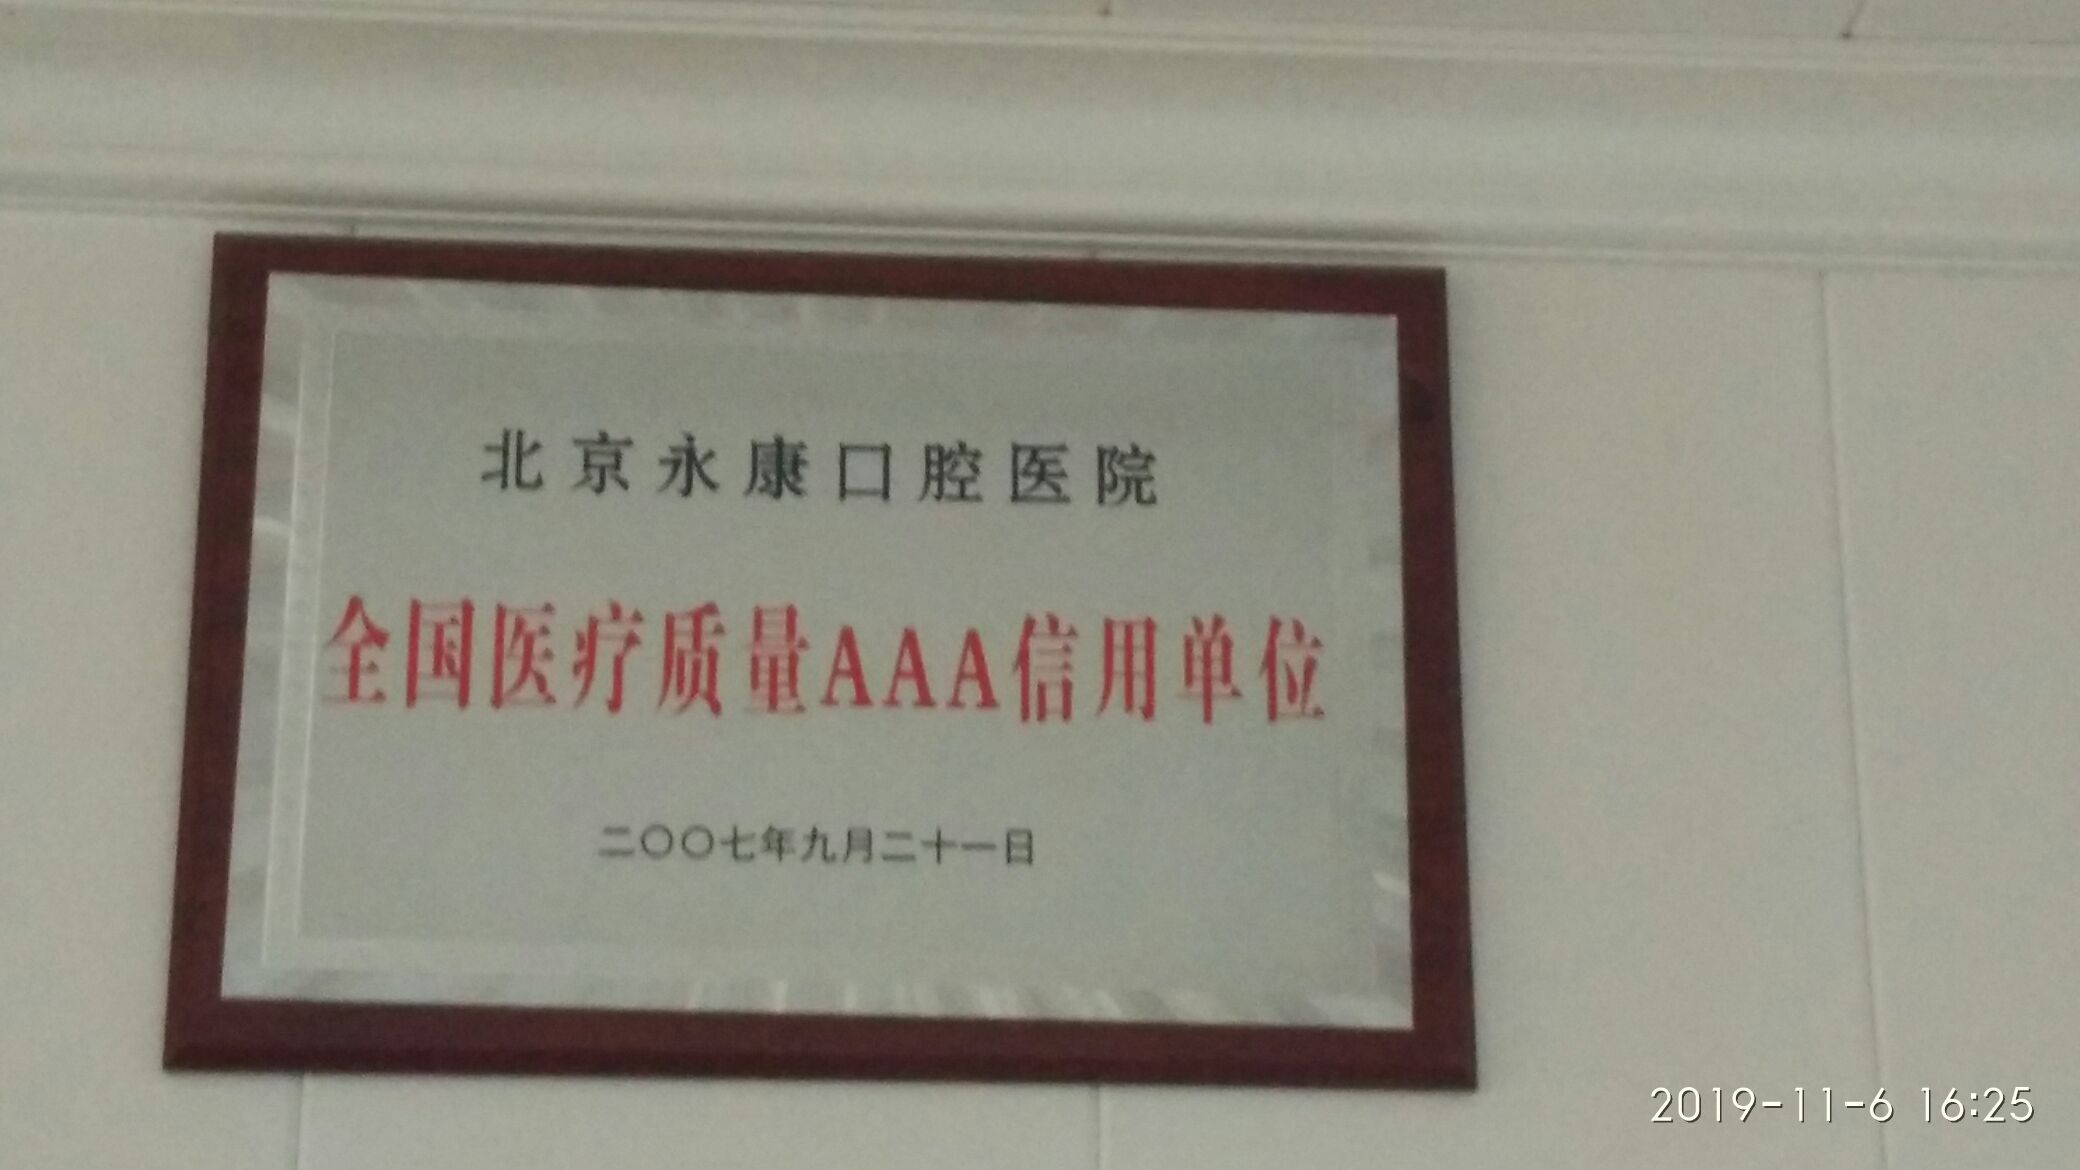 北京永康口腔医院
全国医疗质量AAA信用单位
二〇〇七年九月二十一日
2019-11-6 16:25